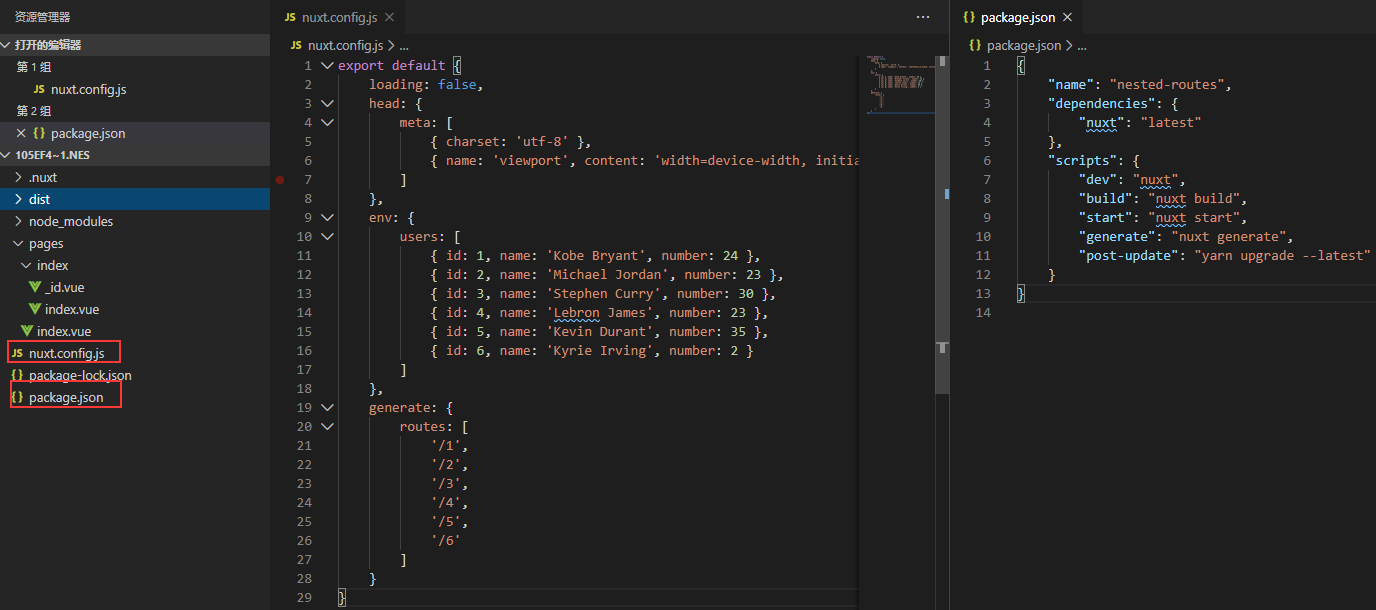 资源管理器
打开的编辑器
第 1 组
JS nuxt.config.js
第 2 组
{} package.json
105EF4~1.NES
.nuxt
dist
node_modules
pages
index
_id.vue
index.vue
index.vue
JS nuxt.config.js
{} package-lock.json
{} package.json
JS nuxt.config.js
JS nuxt.config.js > ...
1 export default {
2 loading: false,
3 head: {
4 meta: [
5 { charset: 'utf-8' },
6 { name: 'viewport', content: 'width=device-width, initia
7 ]
8 },
9 env: {
10 users: [
11 { id: 1, name: 'Kobe Bryant', number: 24 },
12 { id: 2, name: 'Michael Jordan', number: 23 },
13 { id: 3, name: 'Stephen Curry', number: 30 },
14 { id: 4, name: 'Lebron James', number: 23 },
15 { id: 5, name: 'Kevin Durant', number: 35 },
16 { id: 6, name: 'Kyrie Irving', number: 2 }
17 ]
18 },
19 generate: {
20 routes: [
21 '/1',
22 '/2',
23 '/3',
24 '/4',
25 '/5',
26 '/6'
27 ]
28 }
29 }
{} package.json
{} package.json > ...
1 {
2 "name": "nested-routes",
3 "dependencies": {
4 "nuxt": "latest"
5 },
6 "scripts": {
7 "dev": "nuxt",
8 "build": "nuxt build",
9 "start": "nuxt start",
10 "generate": "nuxt generate",
11 "post-update": "yarn upgrade --latest"
12 }
13 }
14